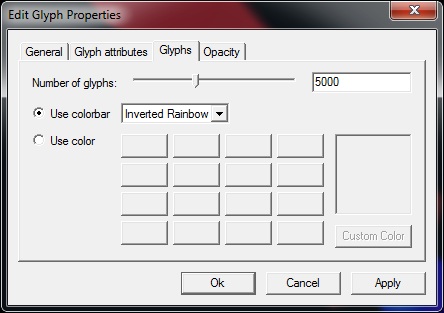 Edit Glyph Properties
General Glyph attributes Glyphs Opacity
Number of glyphs: 5000
Use colorbar Inverted Rainbow
Use color
Custom Color
Ok Cancel Apply